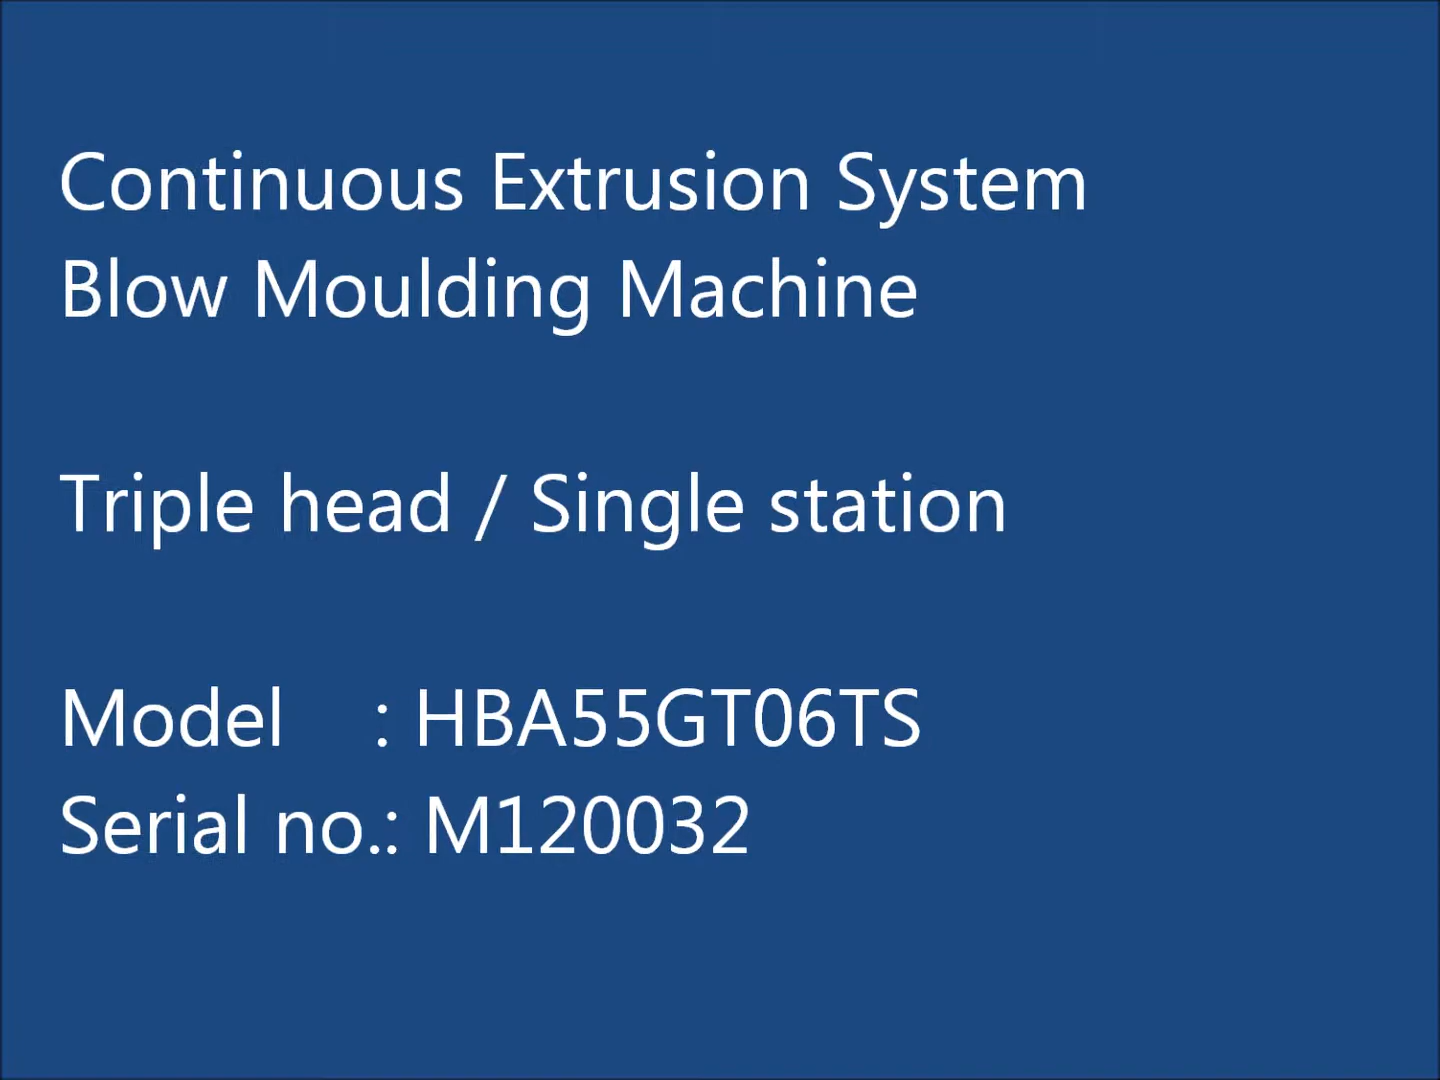 Continuous Extrusion System
Blow Moulding Machine
Triple head / Single station
Model : HBA55GT06TS
Serial no.: M120032